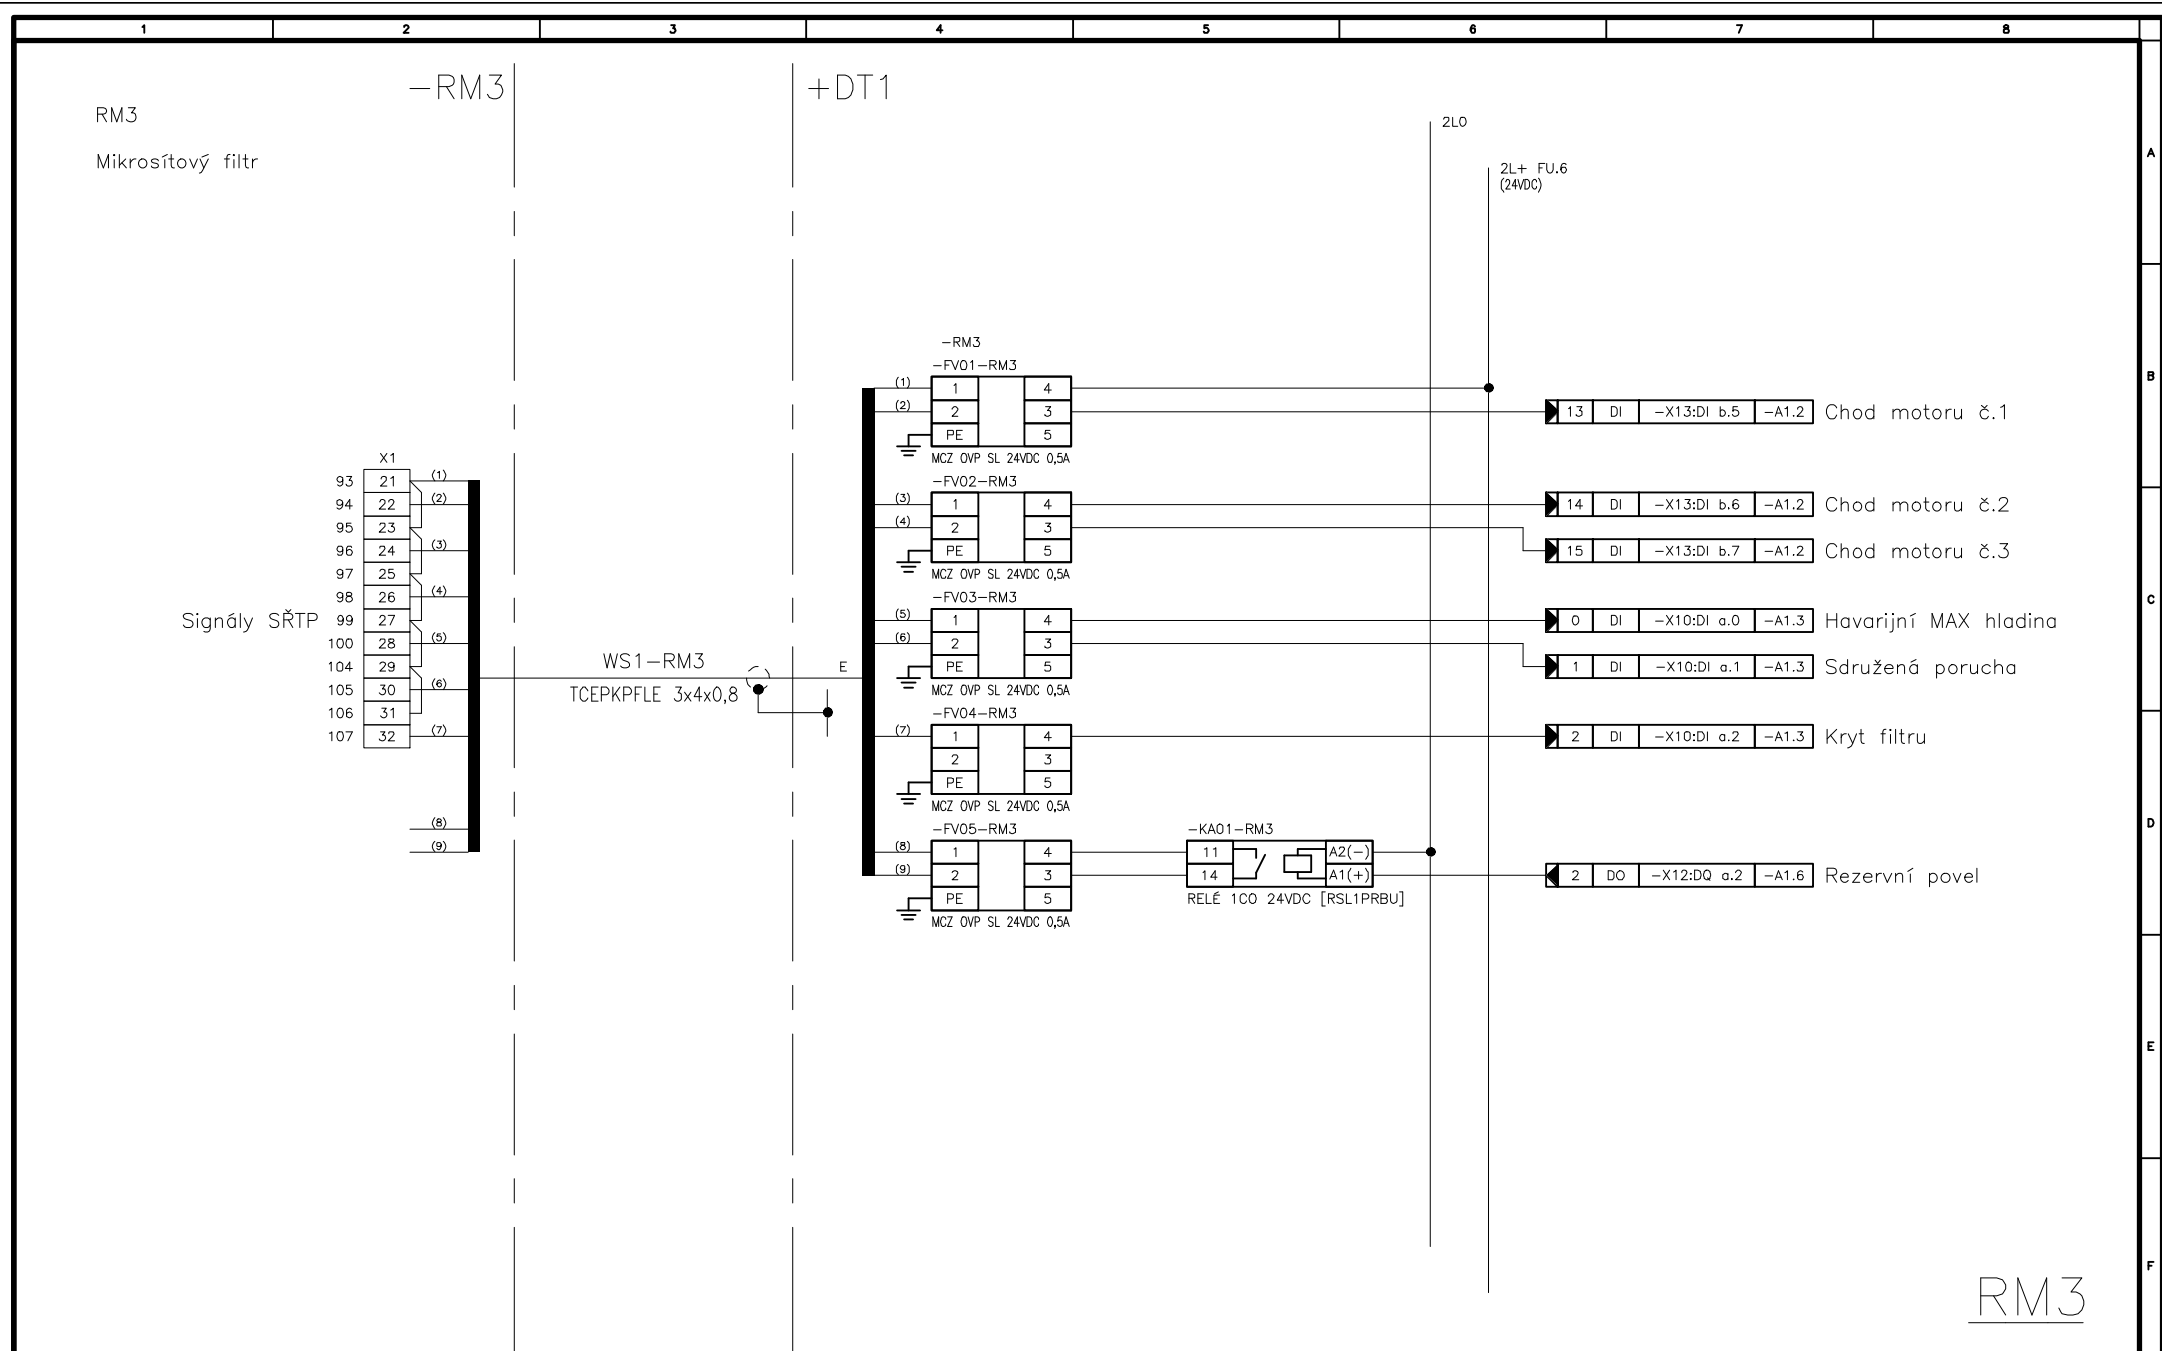 1 2 3 4 5 6 7 8
-RM3 +DT1
RM3
2L0
Mikrosítový filtr
2L+ FU.6
(24VDC)
A
B
C
D
E
F
-RM3
-FV01-RM3
(1) 1 4
(2) 2 3
PE 5
MCZ OVP SL 24VDC 0,5A
13 DI -X13:DI b.5 -A1.2 Chod motoru č.1
X1
93 21 (1)
94 22 (2)
95 23
96 24 (3)
97 25
98 26 (4)
Signály SŘTP 99 27
100 28 (5)
104 29
105 30 (6)
106 31
107 32 (7)
(8)
(9)
WS1-RM3
TCEPKPFLE 3x4x0,8
E
-FV02-RM3
(3) 1 4
(4) 2 3
PE 5
MCZ OVP SL 24VDC 0,5A
14 DI -X13:DI b.6 -A1.2 Chod motoru č.2
15 DI -X13:DI b.7 -A1.2 Chod motoru č.3
-FV03-RM3
(5) 1 4
(6) 2 3
PE 5
MCZ OVP SL 24VDC 0,5A
0 DI -X10:DI a.0 -A1.3 Havarijní MAX hladina
1 DI -X10:DI a.1 -A1.3 Sdružená porucha
-FV04-RM3
(7) 1 4
2 3
PE 5
MCZ OVP SL 24VDC 0,5A
2 DI -X10:DI a.2 -A1.3 Kryt filtru
-FV05-RM3
(8) 1 4
(9) 2 3
PE 5
MCZ OVP SL 24VDC 0,5A
-KA01-RM3
11 A2(-)
14 A1(+)
RELÉ 1CO 24VDC [RSL1PRBU]
2 DO -X12:DQ a.2 -A1.6 Rezervní povel
RM3